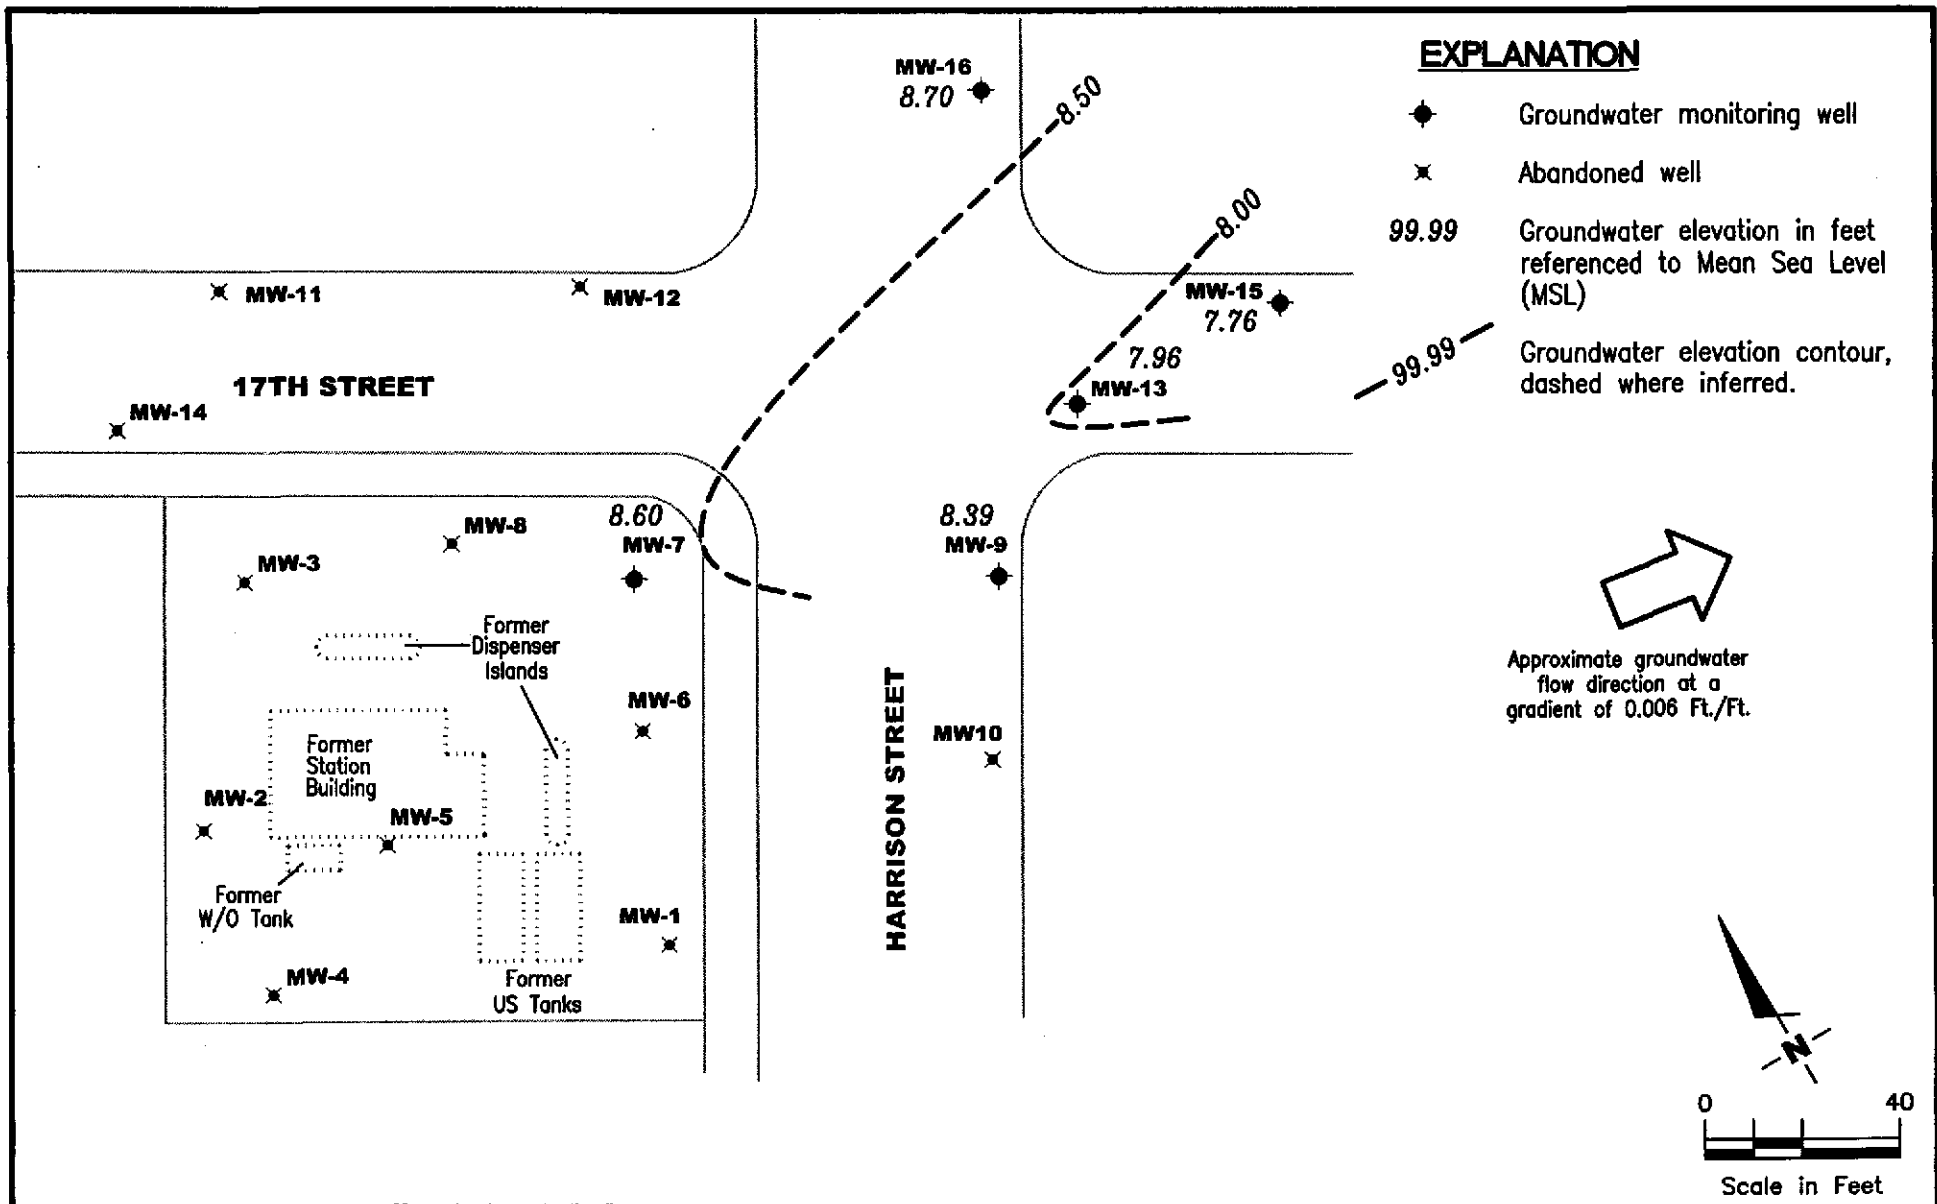 MW-16
8.70
8.50
EXPLANATION
Groundwater monitoring well
Abandoned well
99.99
Groundwater elevation in feet
referenced to Mean Sea Level
(MSL)
99.99
Groundwater elevation contour,
dashed where inferred.
8.00
MW-11
MW-12
MW-15
7.76
7.96
MW-13
17TH STREET
MW-14
8.60
MW-7
8.39
MW-9
MW-8
MW-3
Former
Dispenser
Islands
MW-6
MW10
Former
Station
Building
MW-2
MW-5
Former
W/O Tank
MW-1
MW-4
Former
US Tanks
HARRISON STREET
Approximate groundwater
flow direction at a
gradient of 0.006 Ft./Ft.
N
0 40
Scale in Feet